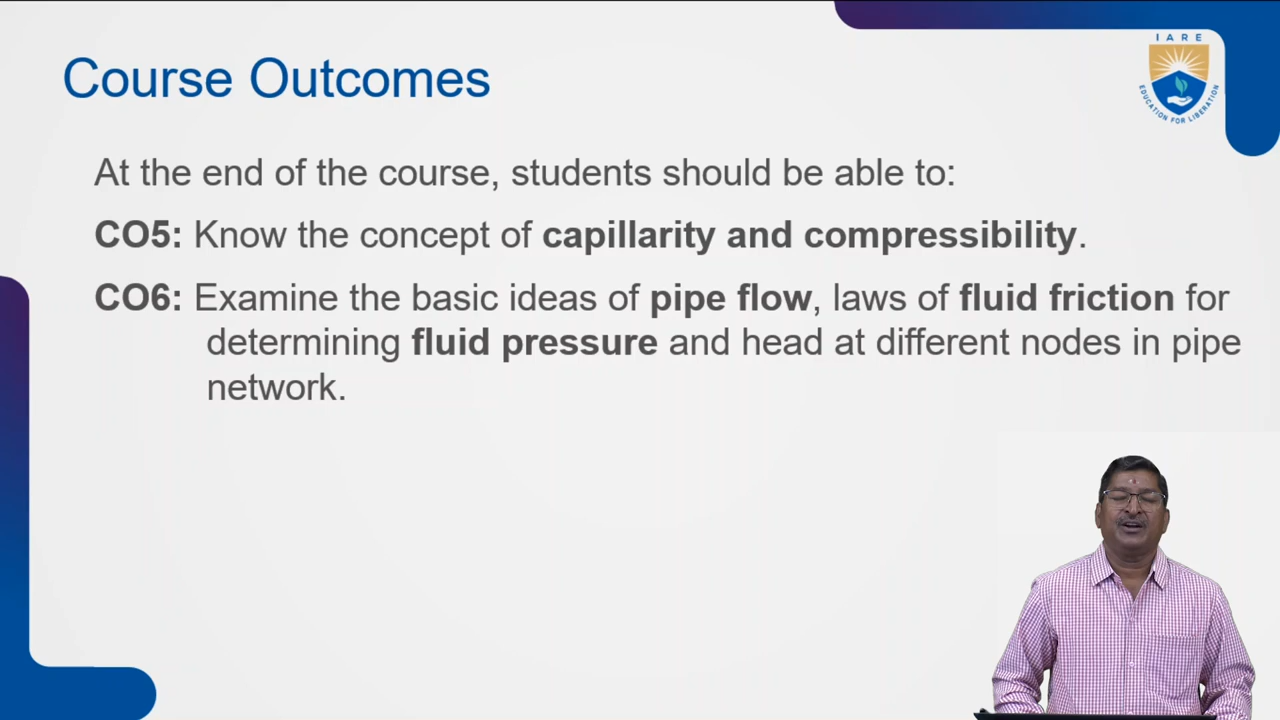 IARE
EDUCATION FOR LIBERATION
Course Outcomes
At the end of the course, students should be able to:
CO5: Know the concept of capillarity and compressibility.
CO6: Examine the basic ideas of pipe flow, laws of fluid friction for
determining fluid pressure and head at different nodes in pipe
network.